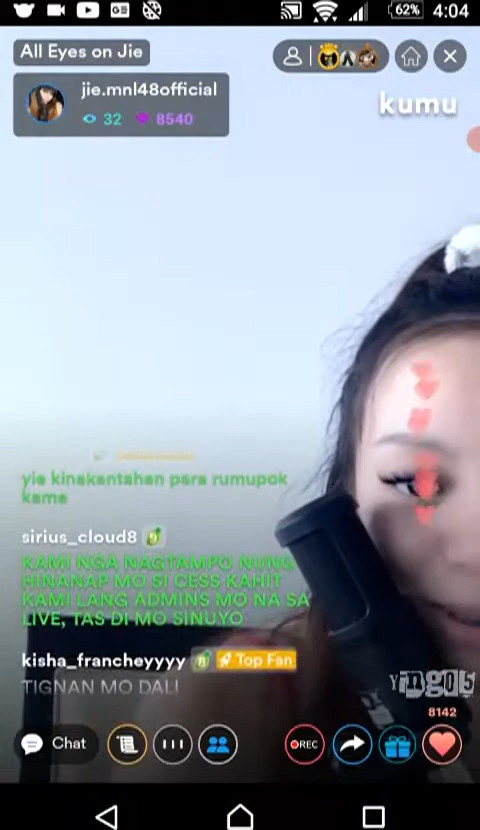 62% 4:04
All Eyes on Jie
jie.mnl48official
32 8540
kumu
yie kinakantahan para rumupok
kame
sirius_cloud8
KAMI NGA NAGTAMPO NUNG
HINANAP MO SI CESS KAHIT
KAMI LANG ADMINS MO NA SA
LIVE, TAS DI MO SINUYO
kisha_francheyyyy Top Fan
TIGNAN MO DALI
Ying05
8142
Chat
REC